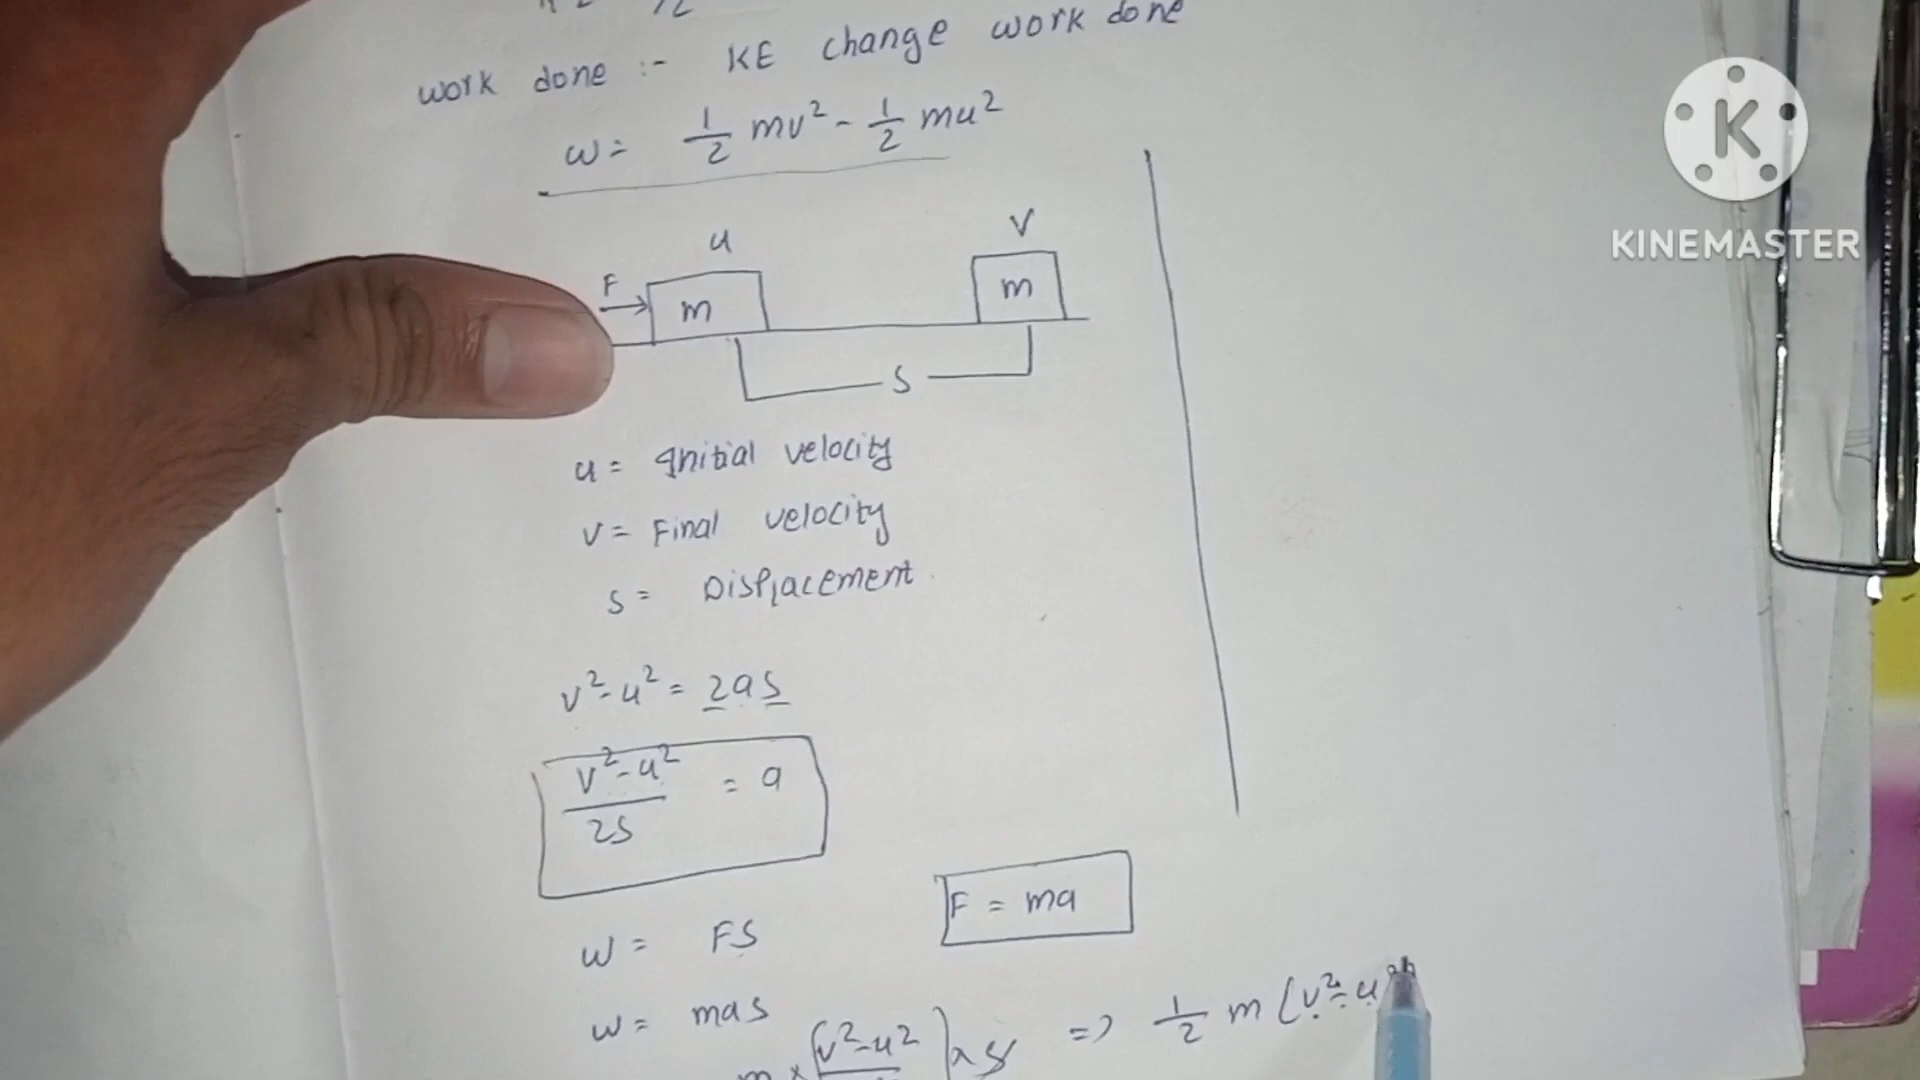 work done :- KE change work done
w = 1/2 mv² - 1/2 mu²
u
v
F
m
m
s
u = Initial velocity
v = Final velocity
s = Displacement
v² - u² = 2as
v² - u² / 2s = a
F = ma
w = FS
w = mas
m × (v² - u² ) × s => 1/2 m (v² - u
K
KINEMASTER